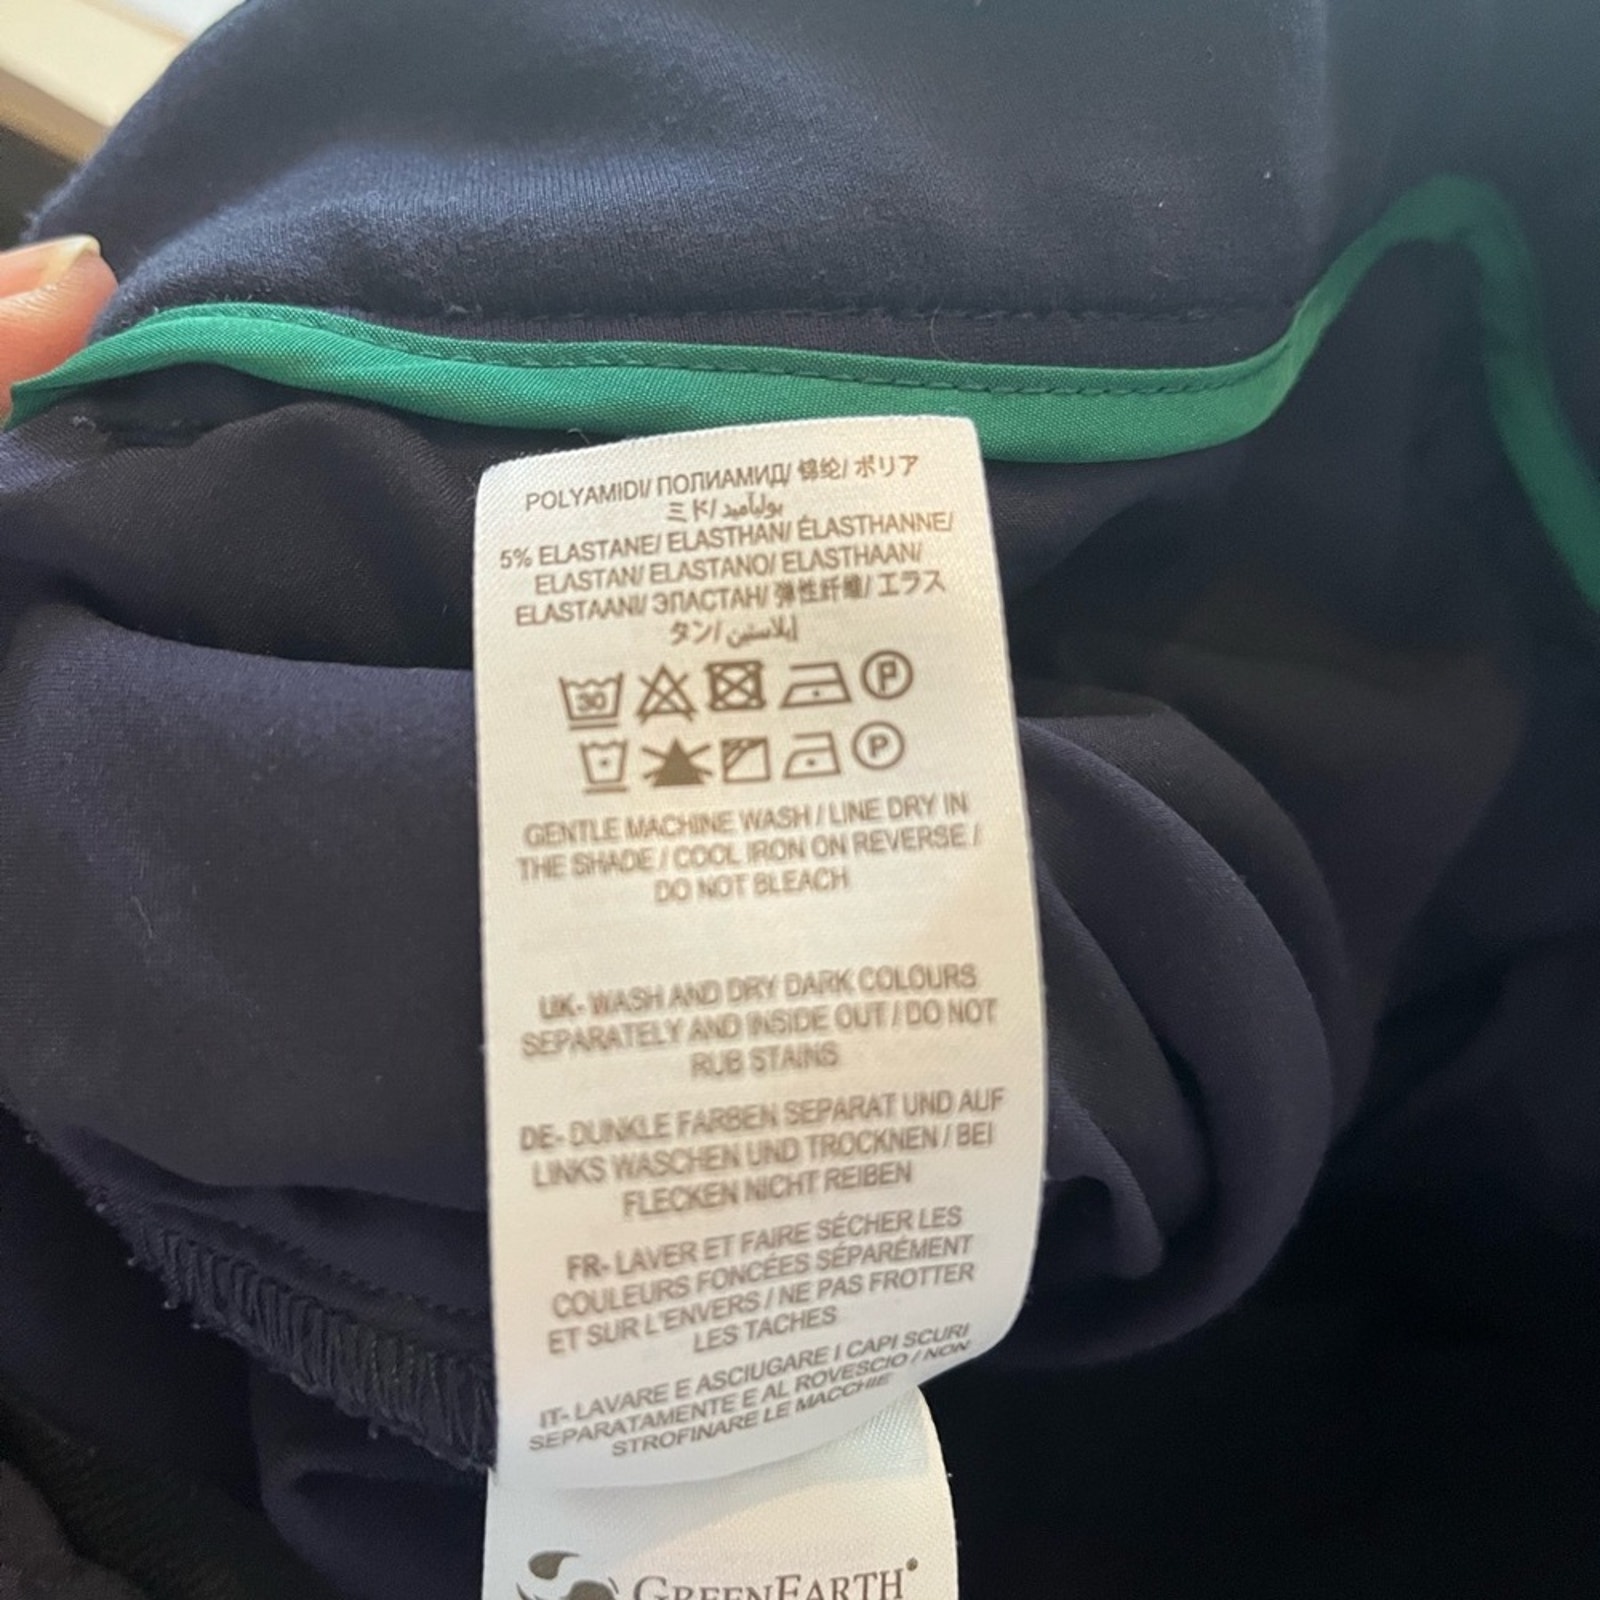 POLYAMIDI/ ПОЛИАМИД/ 锦纶/ ポリア
ミド/ بولیآمید
5% ELASTANE/ ELASTHAN/ ÉLASTHANNE/
ELASTAN/ ELASTANO/ ELASTHAAN/
ELASTAANI/ ЭЛАСТАН/ 弹性纤维/ エラス
タン/ إيلاستين
30 P
P
GENTLE MACHINE WASH / LINE DRY IN
THE SHADE / COOL IRON ON REVERSE /
DO NOT BLEACH
UK- WASH AND DRY DARK COLOURS
SEPARATELY AND INSIDE OUT / DO NOT
RUB STAINS
DE- DUNKLE FARBEN SEPARAT UND AUF
LINKS WASCHEN UND TROCKNEN / BEI
FLECKEN NICHT REIBEN
FR- LAVER ET FAIRE SÉCHER LES
COULEURS FONCÉES SÉPARÉMENT
ET SUR L'ENVERS / NE PAS FROTTER
LES TACHES
IT- LAVARE E ASCIUGARE I CAPI SCURI
SEPARATAMENTE E AL ROVESCIO / NON
STROFINARE LE MACCHIE
GREENEARTH®